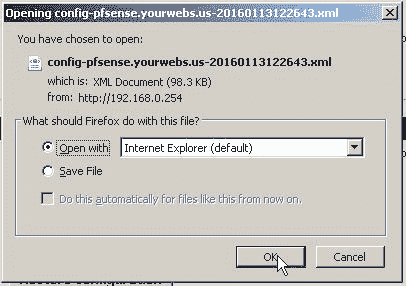 Opening config-pfsense.yourwebs.us-20160113122643.xml
You have chosen to open:
config-pfsense.yourwebs.us-20160113122643.xml
which is: XML Document (98.3 KB)
from: http://192.168.0.254
What should Firefox do with this file?
Open with Internet Explorer (default)
Save File
Do this automatically for files like this from now on.
OK Cancel